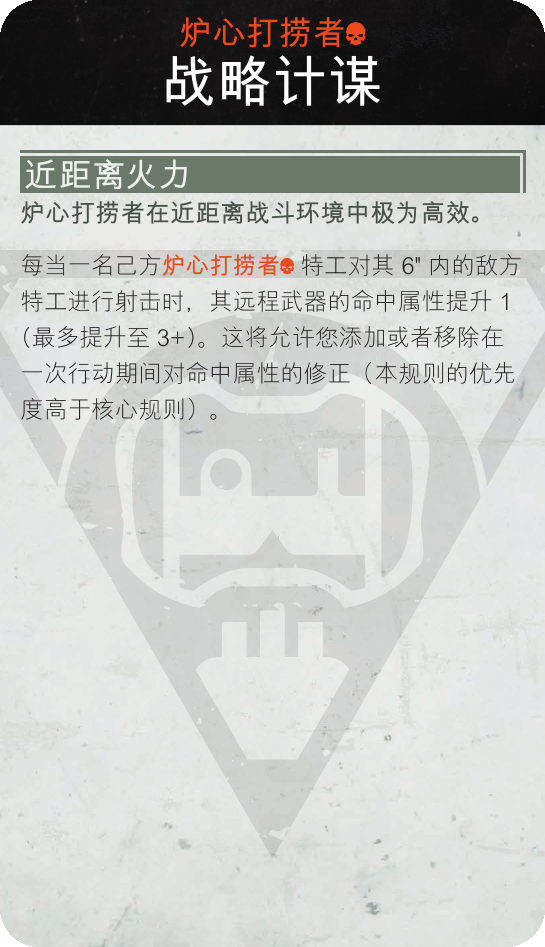 炉心打捞者
战略计谋
近距离火力
炉心打捞者在近距离战斗环境中极为高效。
每当一名己方炉心打捞者 特工对其 6" 内的敌方
特工进行射击时，其远程武器的命中属性提升 1
（最多提升至 3+）。这将允许您添加或者移除在
一次行动期间对命中属性的修正（本规则的优先
度高于核心规则）。